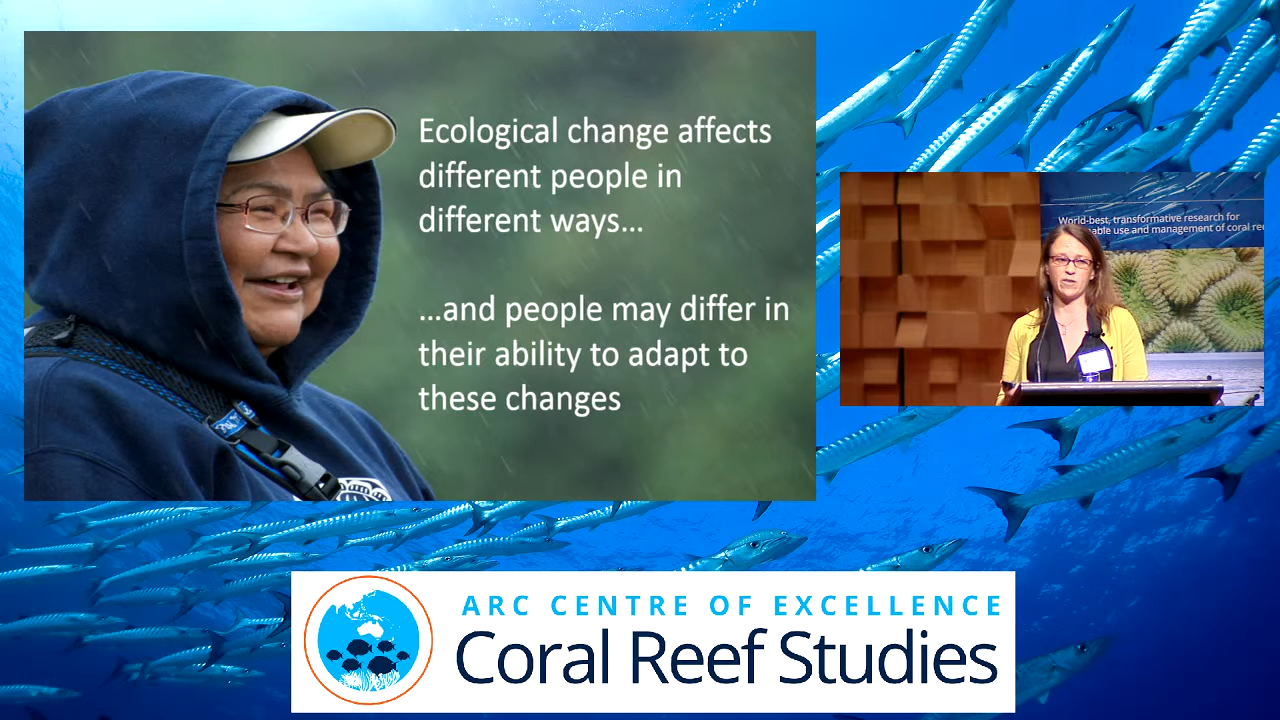 Ecological change affects
different people in
different ways...
...and people may differ in
their ability to adapt to
these changes
World-best, transformative research for
able use and management of coral ree
ARC CENTRE OF EXCELLENCE
Coral Reef Studies